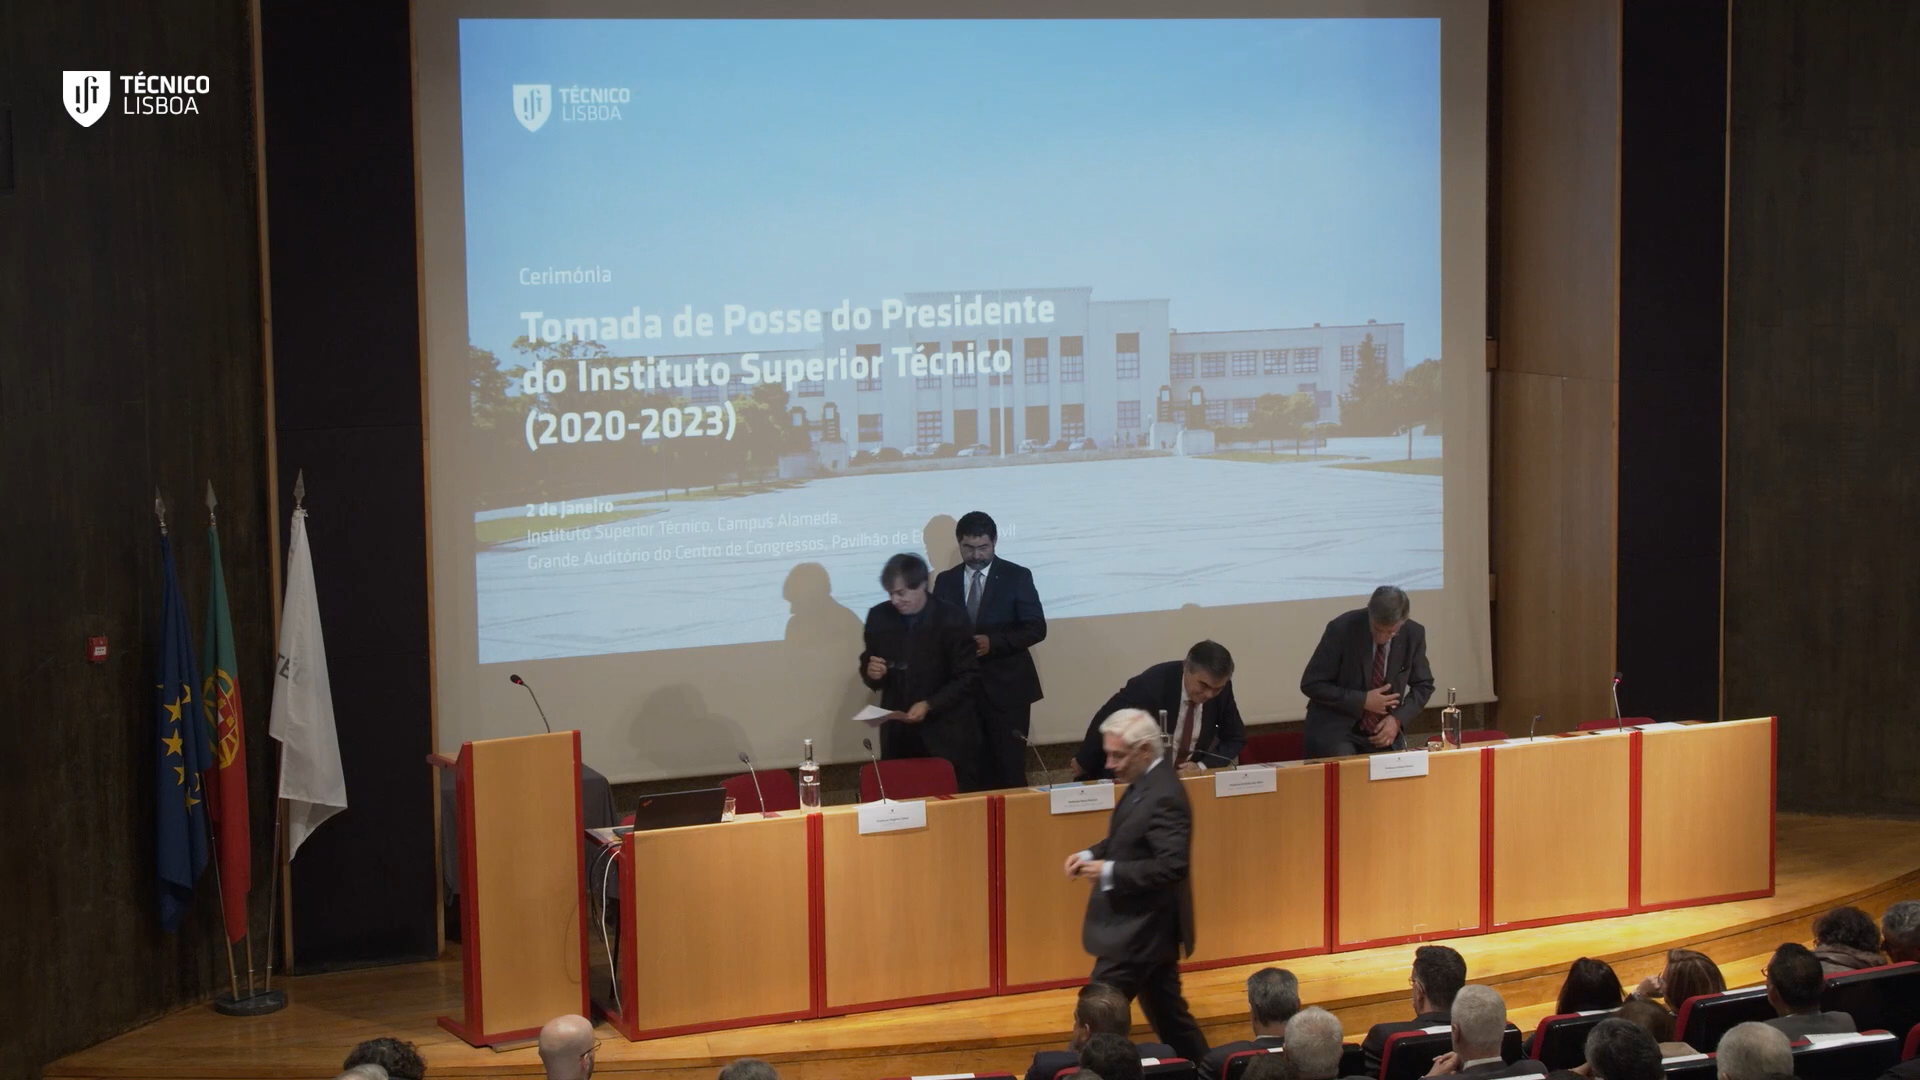 TÉCNICO
LISBOA
TÉCNICO
LISBOA
Cerimónia
Tomada de Posse do Presidente
do Instituto Superior Técnico
(2020-2023)
2 de janeiro
Instituto Superior Técnico, Campus Alameda,
Grande Auditório do Centro de Congressos, Pavilhão de